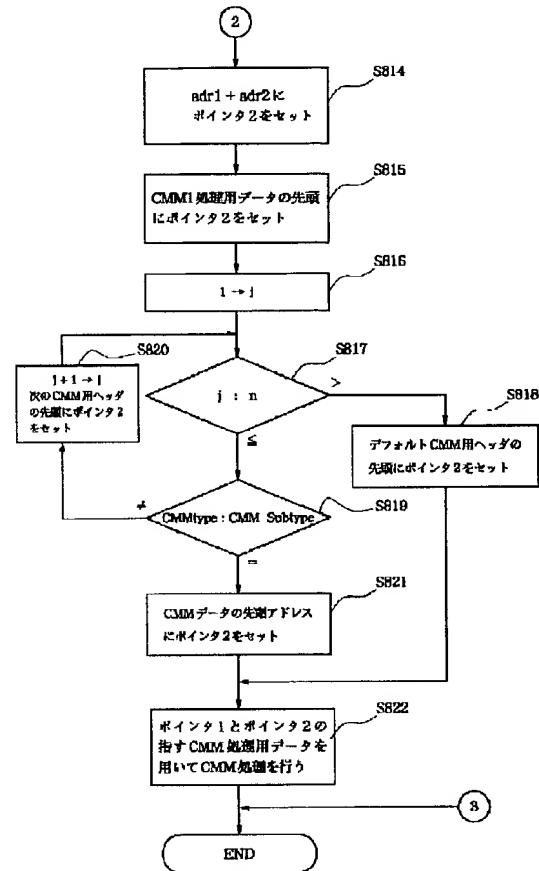 2
S814
adr1 + adr2に
ポインタ2をセット
S815
CMM1処理用データの先頭
にポインタ2をセット
S816
1 → j
S820
j + 1 → j
次のCMM用ヘッダ
の先頭にポインタ2
をセット
S817
j : n
>
≦
S818
デフォルトCMM用ヘッダの
先頭にポインタ2をセット
≠
CMMtype : CMM Subtype
S819
=
S821
CMMデータの先頭アドレス
にポインタ2をセット
S822
ポインタ1とポインタ2の
指すCMM処理用データを
用いてCMM処理を行う
3
END